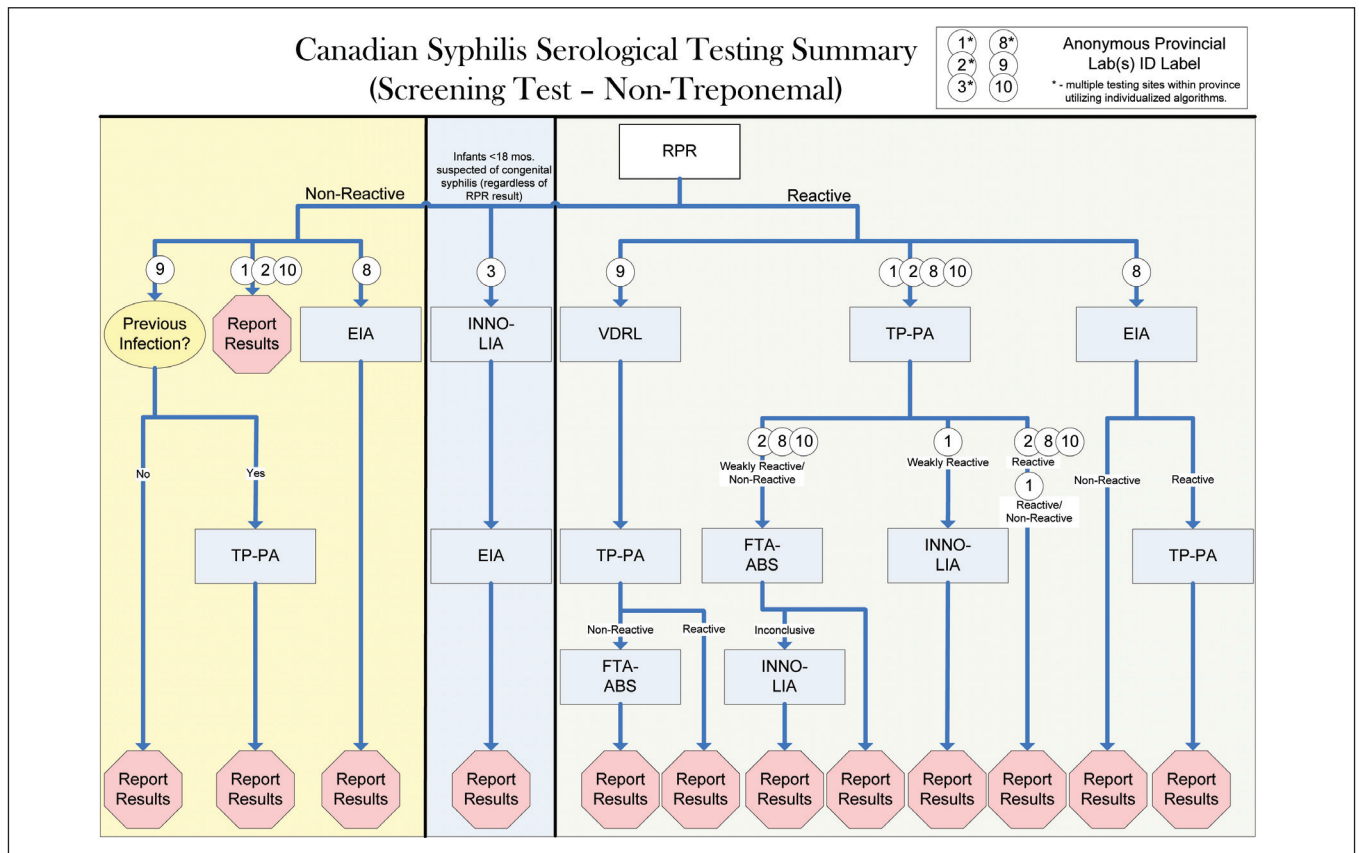 Canadian Syphilis Serological Testing Summary
(Screening Test – Non-Treponemal)
1* 8*
2* 9
3* 10
Anonymous Provincial
Lab(s) ID Label
* - multiple testing sites within province
utilizing individualized algorithms.
Infants <18 mos.
suspected of congenital
syphilis (regardless of
RPR result)
RPR
Non-Reactive
Reactive
9
1 2 10
8
3
9
1 2 8 10
8
Previous
Infection?
Report
Results
EIA
INNO-
LIA
VDRL
TP-PA
EIA
2 8 10
Weakly Reactive/
Non-Reactive
1
Weakly Reactive
2 8 10
Reactive
1
Reactive/
Non-Reactive
No
Yes
Non-Reactive
Reactive
TP-PA
EIA
TP-PA
FTA-
ABS
INNO-
LIA
TP-PA
Non-Reactive
Reactive
Inconclusive
FTA-
ABS
INNO-
LIA
Report
Results
Report
Results
Report
Results
Report
Results
Report
Results
Report
Results
Report
Results
Report
Results
Report
Results
Report
Results
Report
Results
Report
Results